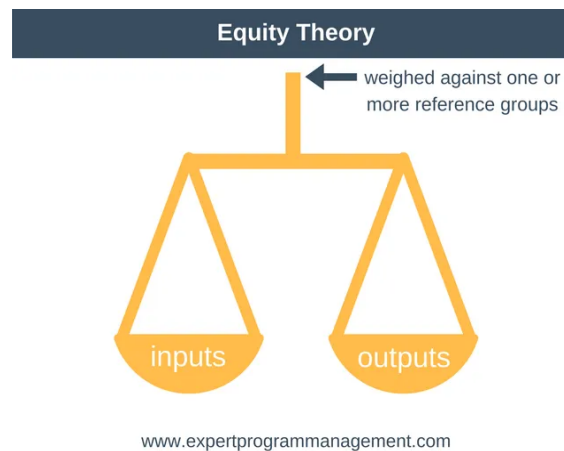 Equity Theory
weighed against one or
more reference groups
inputs
outputs
www.expertprogrammanagement.com